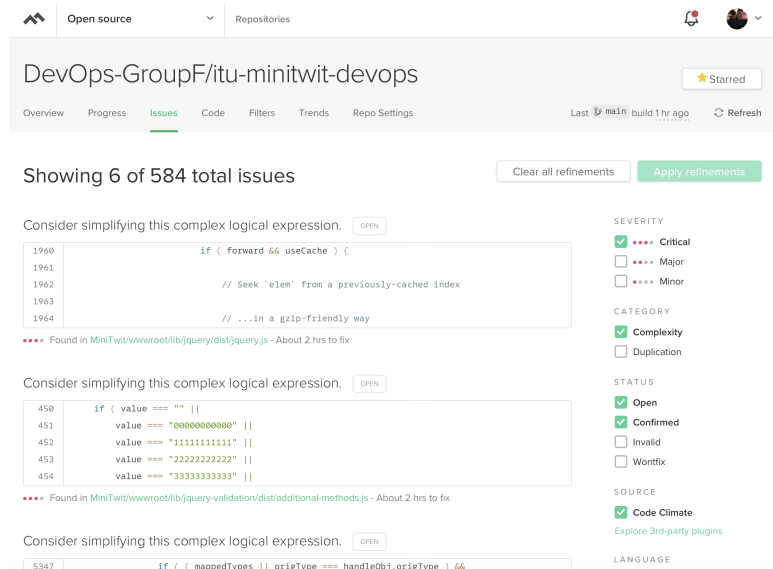 Open source
Repositories
DevOps-GroupF/itu-minitwit-devops
Starred
Overview Progress Issues Code Filters Trends Repo Settings
Last main build 1 hr ago Refresh
Showing 6 of 584 total issues
Clear all refinements Apply refinements
Consider simplifying this complex logical expression. OPEN
1960 if ( forward && useCache ) {
1961
1962 // Seek `elem` from a previously-cached index
1963
1964 // ...in a gzip-friendly way
Found in MiniTwit/wwwroot/lib/jquery/dist/jquery.js - About 2 hrs to fix
Consider simplifying this complex logical expression. OPEN
450 if ( value === "" ||
451 value === "00000000000" ||
452 value === "11111111111" ||
453 value === "22222222222" ||
454 value === "33333333333" ||
Found in MiniTwit/wwwroot/lib/jquery-validation/dist/additional-methods.js - About 2 hrs to fix
Consider simplifying this complex logical expression. OPEN
5347 if ( ( mappedTypes || origType === handleObj.origType ) &&
SEVERITY
Critical
Major
Minor
CATEGORY
Complexity
Duplication
STATUS
Open
Confirmed
Invalid
Wontfix
SOURCE
Code Climate
Explore 3rd-party plugins
LANGUAGE